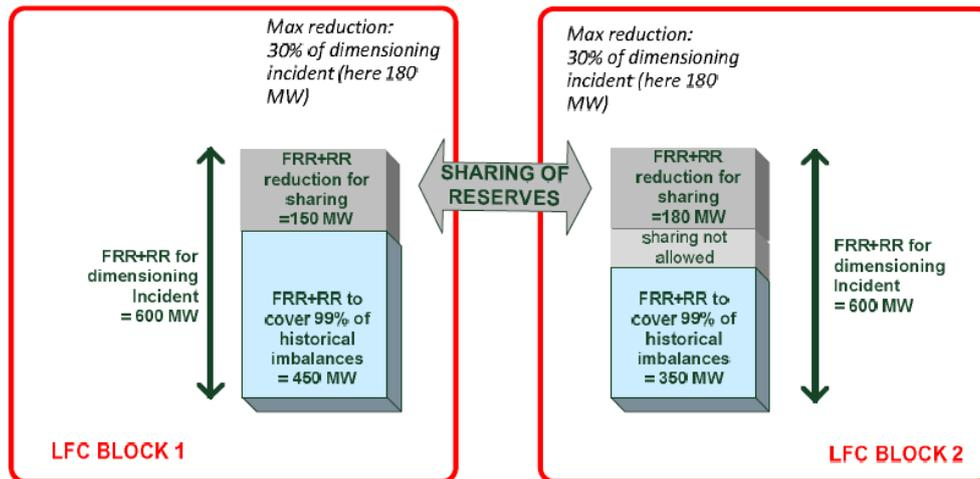 Max reduction:
30% of dimensioning
incident (here 180
MW)
FRR+RR
reduction for
sharing
=150 MW
FRR+RR for
dimensioning
Incident
= 600 MW
FRR+RR to
cover 99% of
historical
imbalances
= 450 MW
LFC BLOCK 1
SHARING OF
RESERVES
Max reduction:
30% of dimensioning
incident (here 180
MW)
FRR+RR
reduction for
sharing
=180 MW
sharing not
allowed
FRR+RR to
cover 99% of
historical
imbalances
= 350 MW
FRR+RR for
dimensioning
Incident
= 600 MW
LFC BLOCK 2